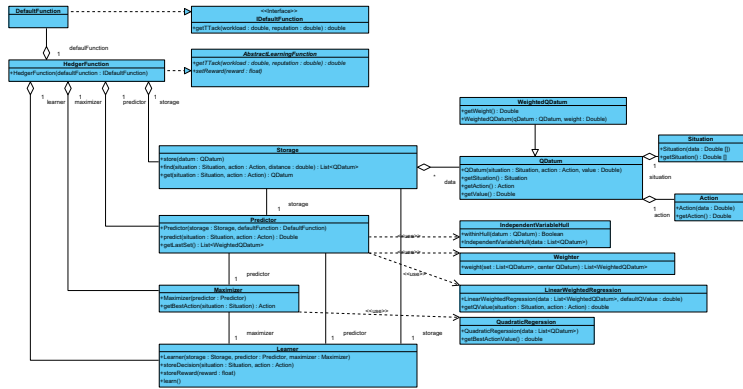 DefaultFunction
<<Interface>>
IDefaultFunction
+getTTack(workload : double, reputation : double) : double
1
defaulFunction
HedgerFunction
+HedgerFunction(defaultFunction : IDefaultFunction)
AbstractLearningFunction
+getTTack(workload : double, reputation : double) : double
+setReward(reward : float)
1
learner
1
maximizer
1
predictor
1
storage
WeightedQDatum
+getWeight() : Double
+WeightedQDatum(qDatum : QDatum, weight : Double)
Storage
+store(datum : QDatum)
+find(situation : Situation, action : Action, distance : double) : List<QDatum>
+get(situation : Situation, action : Action) : QDatum
*
data
QDatum
+QDatum(situation : Situation, action : Action, value : Double)
+getSituation() : Situation
+getAction() : Action
+getValue() : Double
Situation
+Situation(data : Double [])
+getSituation() : Double []
1
situation
Action
+Action(data : Double)
+getAction() : Double
1
action
storage
1
Predictor
+Predictor(storage : Storage, defaultFunction : DefaultFunction)
+predict(situation : Situation, action : Action) : Double
+getLastSet() : List<WeightedQDatum>
<<use>>
<<use>>
<<use>>
IndependentVariableHull
+withinHull(datum : QDatum) : Boolean
+IndependentVariableHull(data : List<QDatum>)
Weighter
+weight(set : List<QDatum>, center QDatum) : List<WeightedQDatum>
predictor
1
Maximizer
+Maximizer(predictor : Predictor)
+getBestAction(situation : Situation) : Action
<<use>>
LinearWeightedRegression
+LinearWeightedRegression(data : List<WeightedQDatum>, defaultQValue : double)
+getQValue(situation : Situation, action : Action) : double
QuadraticRegerssion
+QuadraticRegerssion(data : List<QDatum>)
+getBestActionValue() : double
maximizer
1
predictor
1
storage
1
Learner
+Learner(storage : Storage, predictor : Predictor, maximizer : Maximizer)
+storeDecision(situation : Situation, action : Action)
+storeReward(reward : float)
+learn()